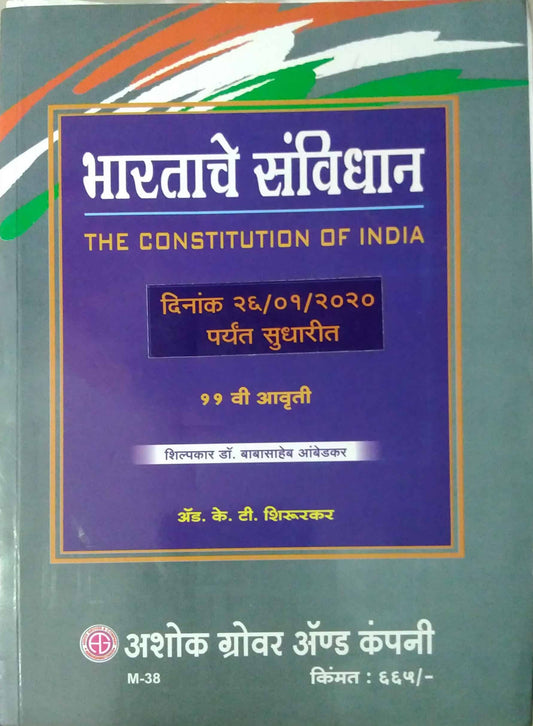 भारताचे संविधान
THE CONSTITUTION OF INDIA
दिनांक २६/०१/२०२०
पर्यंत सुधारीत
११ वी आवृती
शिल्पकार डॉ. बाबासाहेब आंबेडकर
ॲड. के. टी. शिरूरकर
अशोक ग्रोवर ॲण्ड कंपनी
M-38 किंमत : ६६५/-